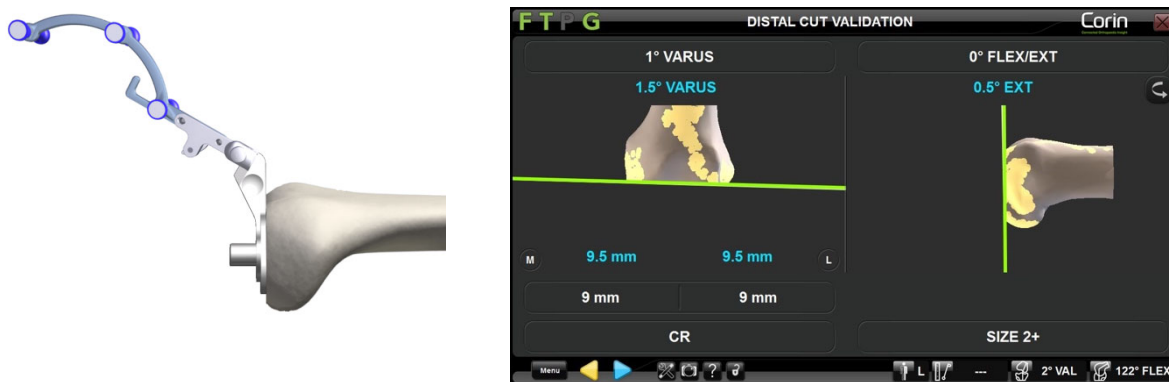 F T P G
DISTAL CUT VALIDATION
Corin
1° VARUS
0° FLEX/EXT
1.5° VARUS
0.5° EXT
M
9.5 mm
9.5 mm
L
9 mm
9 mm
CR
SIZE 2+
Menu
?
L
---
2° VAL
122° FLEX